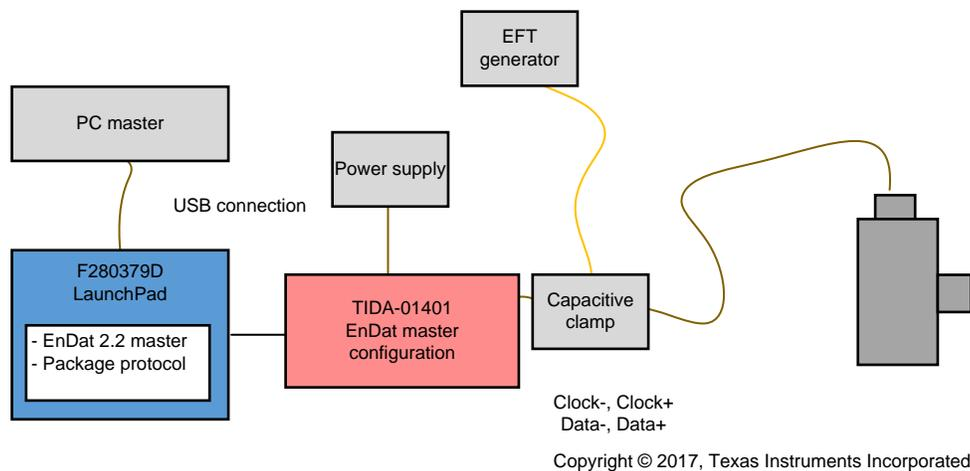 EFT
generator
PC master
Power supply
USB connection
F280379D
LaunchPad
- EnDat 2.2 master
- Package protocol
TIDA-01401
EnDat master
configuration
Capacitive
clamp
Clock-, Clock+
Data-, Data+
Copyright © 2017, Texas Instruments Incorporated